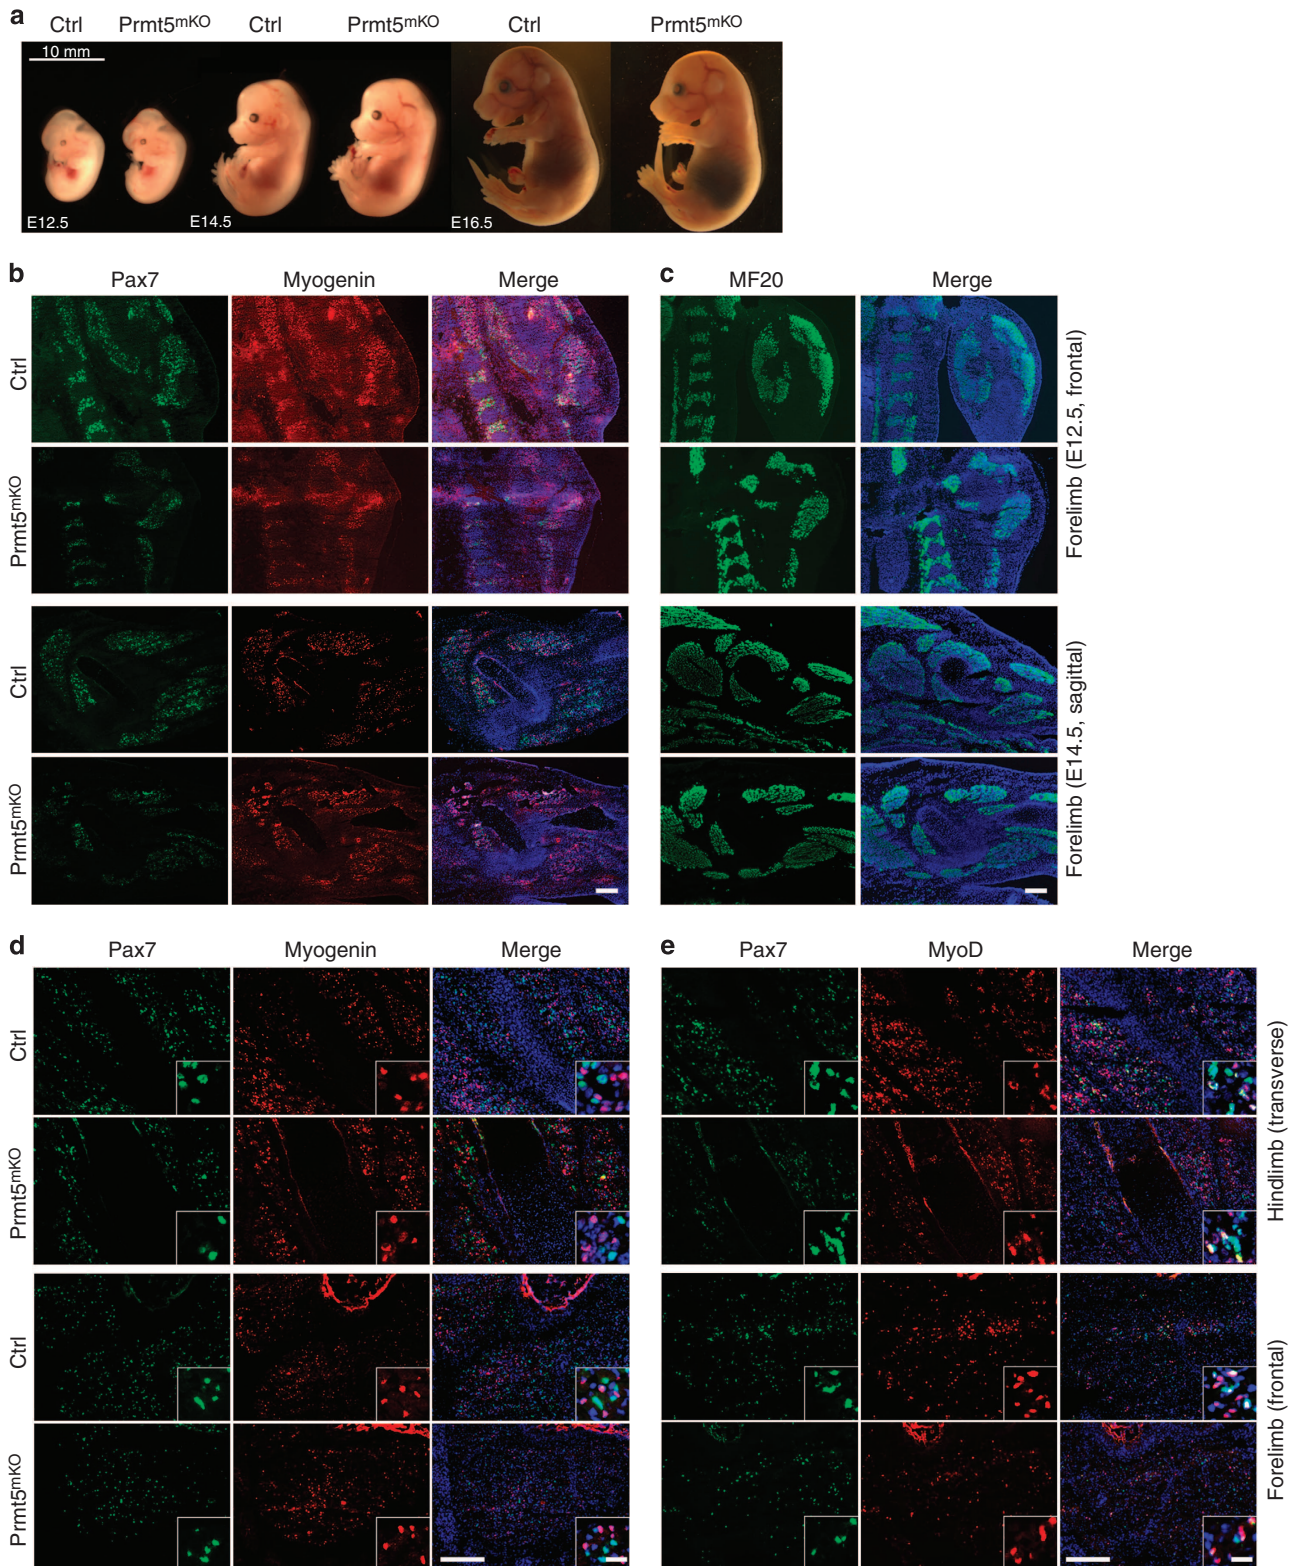 a
Ctrl Prmt5mKO Ctrl Prmt5mKO Ctrl Prmt5mKO
10 mm
E12.5 E14.5 E16.5
b
Pax7 Myogenin Merge
Ctrl
Prmt5mKO
Ctrl
Prmt5mKO
c
MF20 Merge
Forelimb (E12.5, frontal)
Forelimb (E14.5, sagittal)
d
Pax7 Myogenin Merge
Ctrl
Prmt5mKO
Ctrl
Prmt5mKO
e
Pax7 MyoD Merge
Hindlimb (transverse)
Forelimb (frontal)